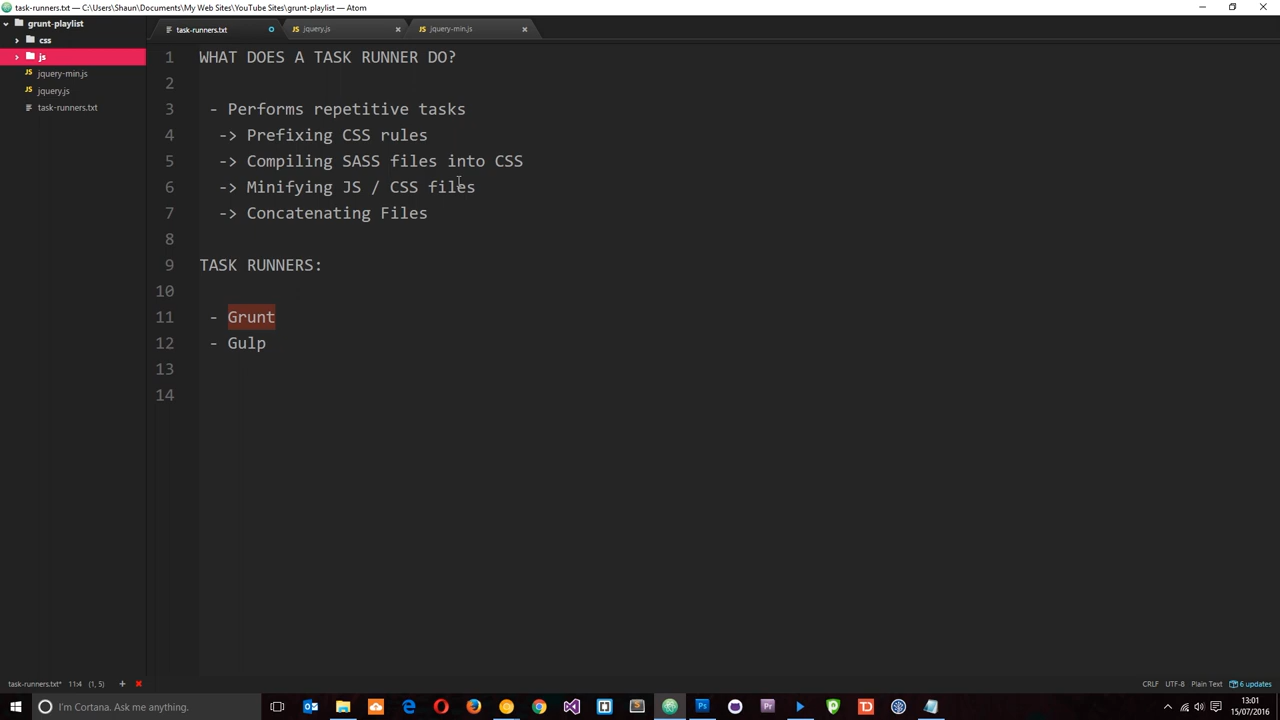 task-runners.txt — C:\Users\Shaun\Documents\My Web Sites\YouTube Sites\grunt-playlist — Atom
grunt-playlist
css
js
jquery-min.js
jquery.js
task-runners.txt
task-runners.txt
jquery.js
jquery-min.js
1 WHAT DOES A TASK RUNNER DO?
2
3 - Performs repetitive tasks
4 -> Prefixing CSS rules
5 -> Compiling SASS files into CSS
6 -> Minifying JS / CSS files
7 -> Concatenating Files
8
9 TASK RUNNERS:
10
11 - Grunt
12 - Gulp
13
14
task-runners.txt* 11:4 (1, 5)
CRLF UTF-8 Plain Text 6 updates
I'm Cortana. Ask me anything.
13:01
15/07/2016